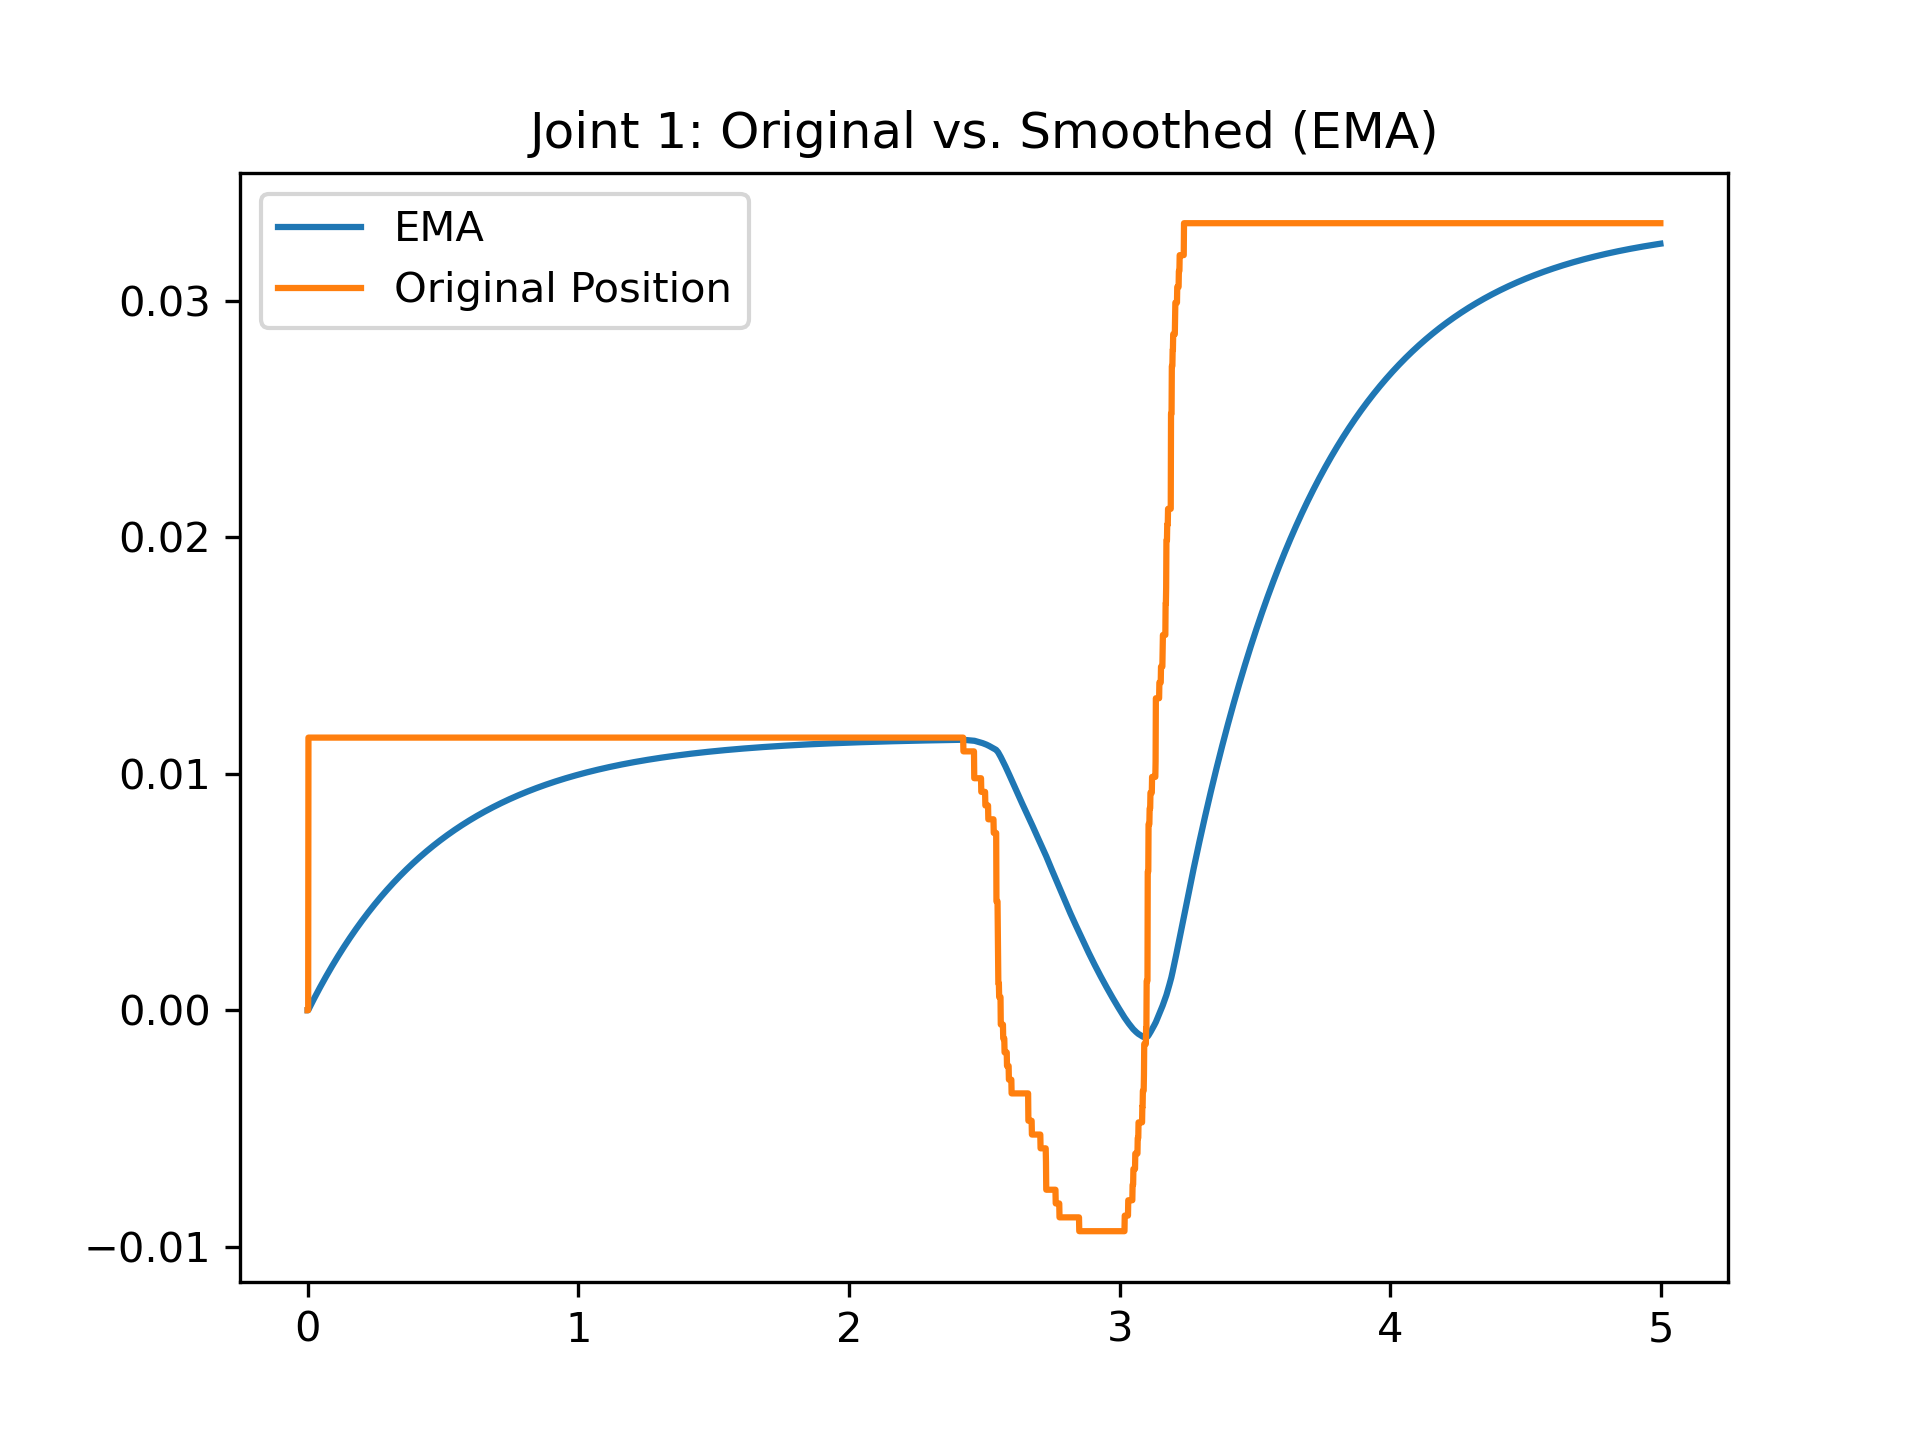 Joint 1: Original vs. Smoothed (EMA)
EMA
Original Position
0.03
0.02
0.01
0.00
−0.01
0 1 2 3 4 5